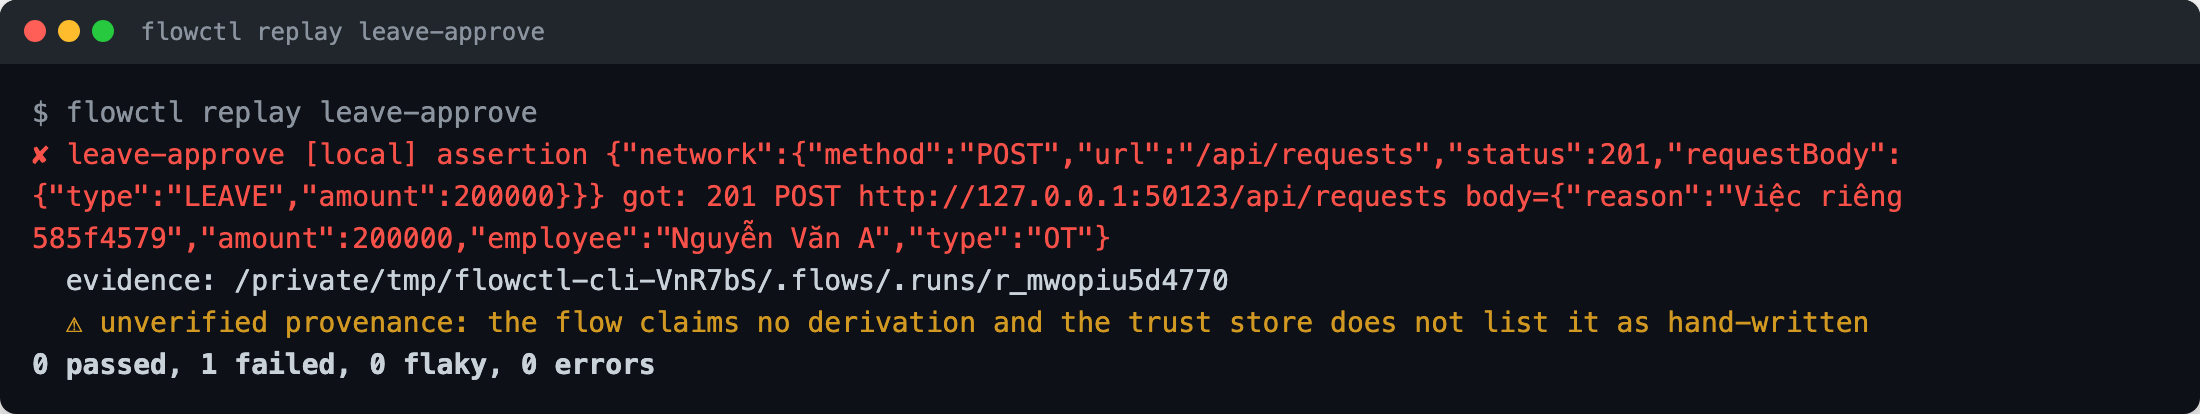 flowctl replay leave-approve
$ flowctl replay leave-approve
✘ leave-approve [local] assertion {"network":{"method":"POST","url":"/api/requests","status":201,"requestBody":
{"type":"LEAVE","amount":200000}}} got: 201 POST http://127.0.0.1:50123/api/requests body={"reason":"Việc riêng
585f4579","amount":200000,"employee":"Nguyễn Văn A","type":"OT"}
evidence: /private/tmp/flowctl-cli-VnR7bS/.flows/.runs/r_mwopiu5d4770
⚠ unverified provenance: the flow claims no derivation and the trust store does not list it as hand-written
0 passed, 1 failed, 0 flaky, 0 errors